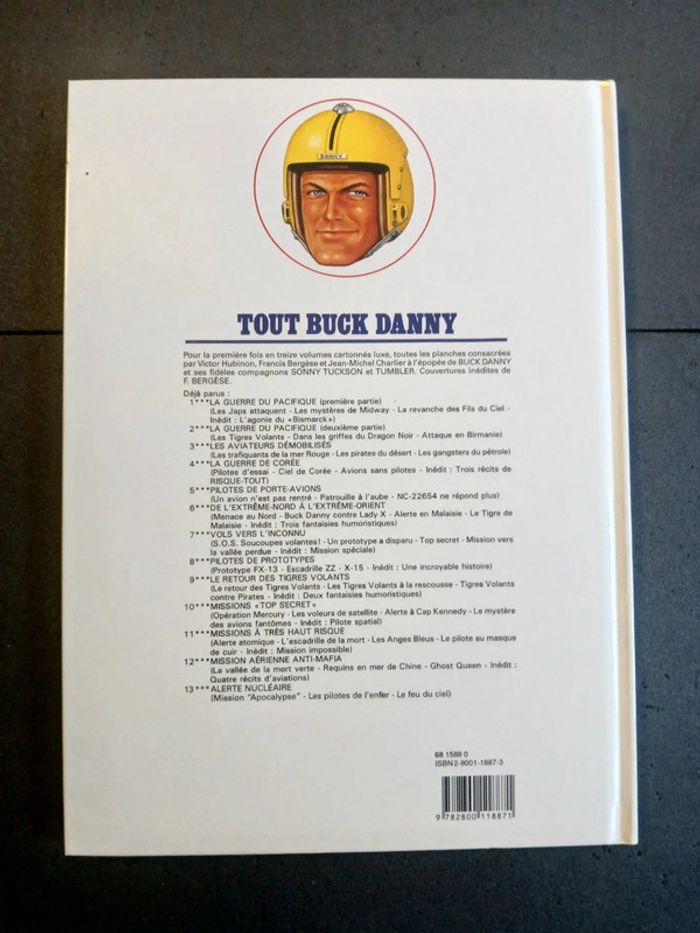 DANNY
TOUT BUCK DANNY
Pour la première fois en treize volumes cartonnés luxe, toutes les planches consacrées
par Victor Hubinon, Francis Bergèse et Jean-Michel Charlier à l'épopée de BUCK DANNY
et ses fidèles compagnons SONNY TUCKSON et TUMBLER. Couvertures inédites de
F. BERGÈSE.
Déjà parus :
1***LA GUERRE DU PACIFIQUE (première partie)
(Les Japs attaquent - Les mystères de Midway - La revanche des Fils du Ciel -
Inédit : L'agonie du «Bismarck»)
2***LA GUERRE DU PACIFIQUE (deuxième partie)
(Les Tigres Volants - Dans les griffes du Dragon Noir - Attaque en Birmanie)
3***LES AVIATEURS DÉMOBILISÉS
(Les trafiquants de la mer Rouge - Les pirates du désert - Les gangsters du pétrole)
4***LA GUERRE DE CORÉE
(Pilotes d'essai - Ciel de Corée - Avions sans pilotes - Inédit : Trois récits de
RISQUE-TOUT)
5***PILOTES DE PORTE-AVIONS
(Un avion n'est pas rentré - Patrouille à l'aube - NC-22654 ne répond plus)
6***DE L'EXTRÊME-NORD À L'EXTRÊME-ORIENT
(Menace au Nord - Buck Danny contre Lady X - Alerte en Malaisie - Le Tigre de
Malaisie - Inédit : Trois fantaisies humoristiques)
7***VOLS VERS L'INCONNU
(S.O.S. Soucoupes volantes! - Un prototype a disparu - Top secret - Mission vers
la vallée perdue - Inédit : Mission spéciale)
8***PILOTES DE PROTOTYPES
(Prototype FX-13 - Escadrille ZZ - X-15 - Inédit : Une incroyable histoire)
9***LE RETOUR DES TIGRES VOLANTS
(Le retour des Tigres Volants - Les Tigres Volants à la rescousse - Tigres Volants
contre Pirates - Inédit : Deux fantaisies humoristiques)
10***MISSIONS «TOP SECRET»
(Opération Mercury - Les voleurs de satellite - Alerte à Cap Kennedy - Le mystère
des avions fantômes - Inédit : Pilote spatial)
11***MISSIONS À TRÈS HAUT RISQUE
(Alerte atomique - L'escadrille de la mort - Les Anges Bleus - Le pilote au masque
de cuir - Inédit : Mission impossible)
12***MISSION AÉRIENNE ANTI-MAFIA
(La vallée de la mort verte - Requins en mer de Chine - Ghost Queen - Inédit :
Quatre récits d'aviations)
13***ALERTE NUCLÉAIRE
(Mission "Apocalypse" - Les pilotes de l'enfer - Le feu du ciel)
68 1588 0
ISBN 2-8001-1887-3
9 782800 118871